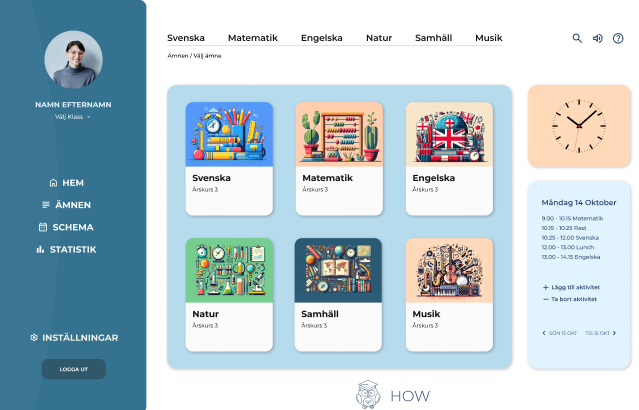 Svenska Matematik Engelska Natur Samhäll Musik
Ämnen / Välj ämne
NAMN EFTERNAMN
Välj Klass
HEM
ÄMNEN
SCHEMA
STATISTIK
INSTÄLLNINGAR
LOGGA UT
Svenska
Årskurs 3
Matematik
Årskurs 3
Engelska
Årskurs 3
Natur
Årskurs 3
Samhäll
Årskurs 3
Musik
Årskurs 3
Måndag 14 Oktober
9.00 - 10.15 Matematik
10.15 - 10.25 Rast
10.25 - 12.00 Svenska
12.00 - 13.00 Lunch
13.00 - 14.15 Engelska
+ Lägg till aktivitet
− Ta bort aktivitet
SÖN 13 OKT TIS 15 OKT
HOW